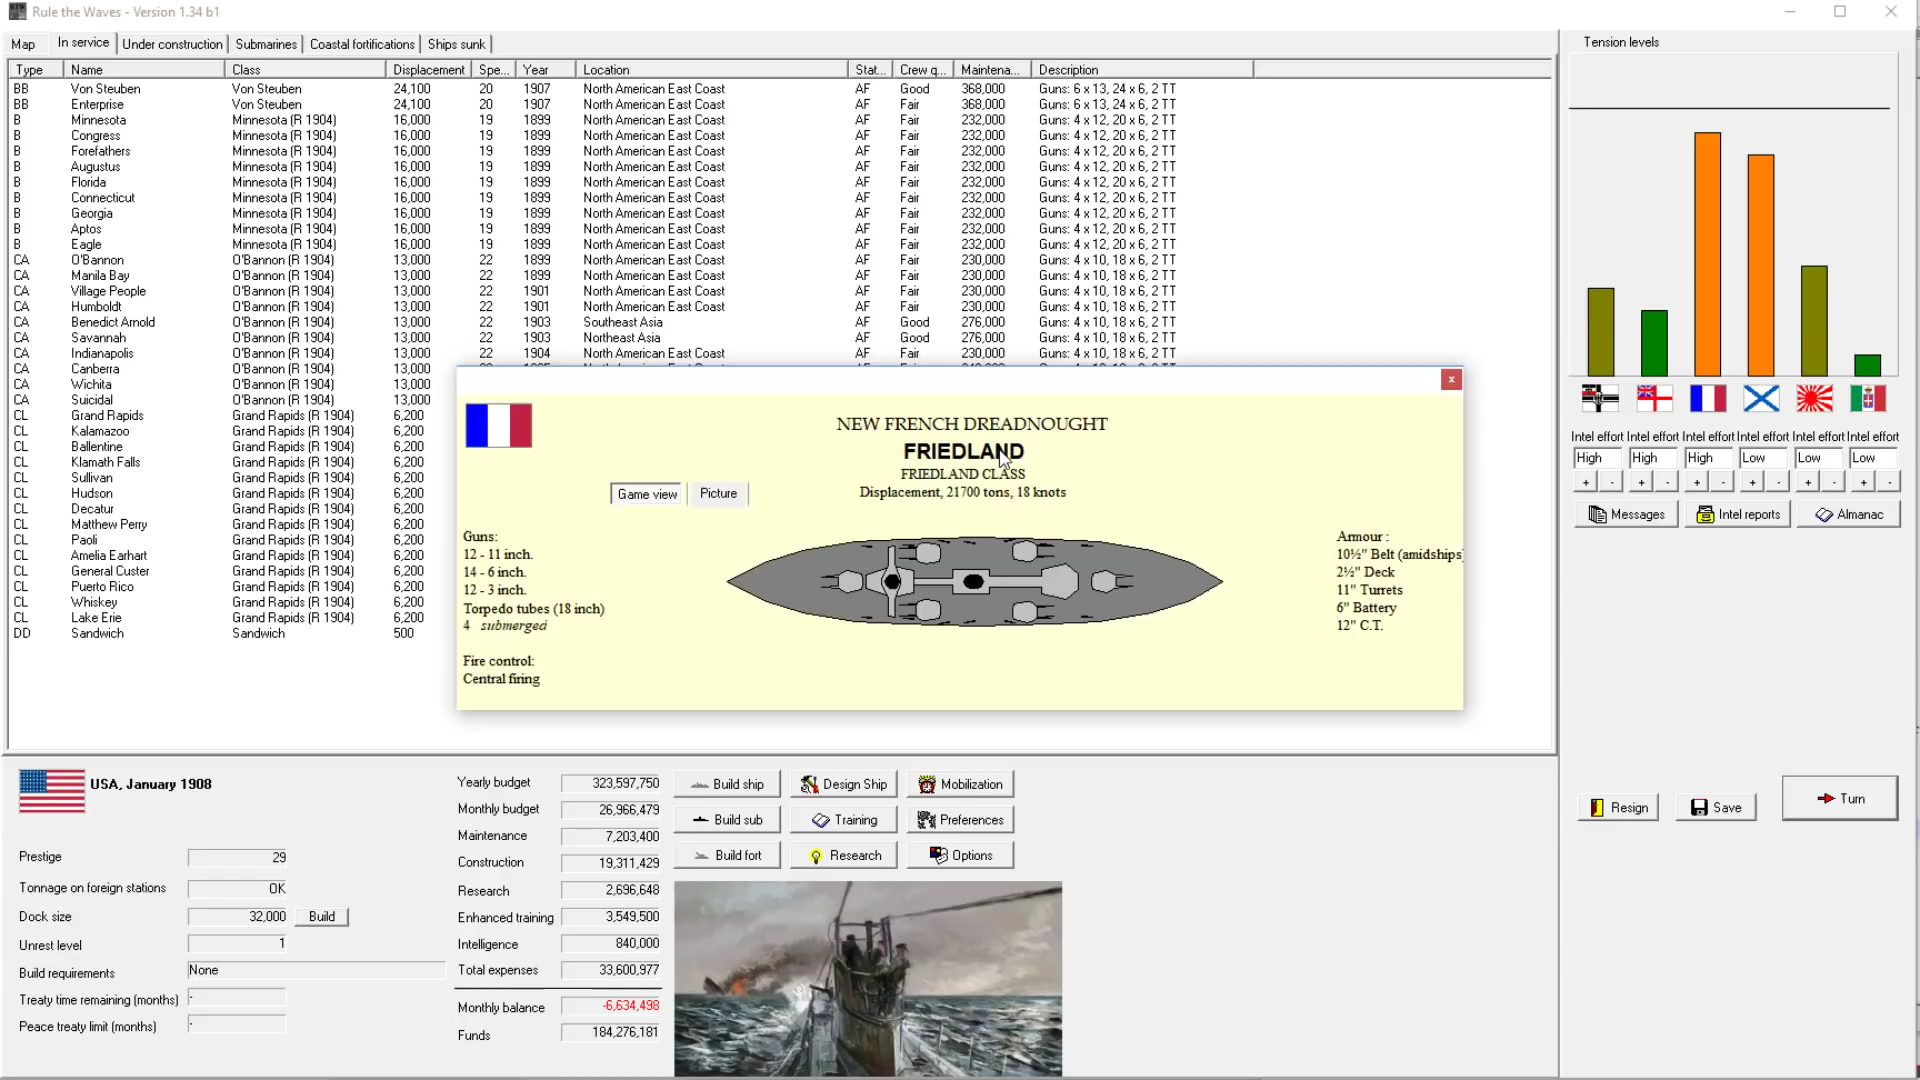 Rule the Waves - Version 1.34 b1
Map In service Under construction Submarines Coastal fortifications Ships sunk
Type Name Class Displacement Spe... Year Location Stat... Crew q... Maintena... Description
BB Von Steuben Von Steuben 24,100 20 1907 North American East Coast AF Good 368,000 Guns: 6 x 13, 24 x 6, 2 TT
BB Enterprise Von Steuben 24,100 20 1907 North American East Coast AF Fair 368,000 Guns: 6 x 13, 24 x 6, 2 TT
B Minnesota Minnesota (R 1904) 16,000 19 1899 North American East Coast AF Fair 232,000 Guns: 4 x 12, 20 x 6, 2 TT
B Congress Minnesota (R 1904) 16,000 19 1899 North American East Coast AF Fair 232,000 Guns: 4 x 12, 20 x 6, 2 TT
B Forefathers Minnesota (R 1904) 16,000 19 1899 North American East Coast AF Fair 232,000 Guns: 4 x 12, 20 x 6, 2 TT
B Augustus Minnesota (R 1904) 16,000 19 1899 North American East Coast AF Fair 232,000 Guns: 4 x 12, 20 x 6, 2 TT
B Florida Minnesota (R 1904) 16,000 19 1899 North American East Coast AF Fair 232,000 Guns: 4 x 12, 20 x 6, 2 TT
B Connecticut Minnesota (R 1904) 16,000 19 1899 North American East Coast AF Fair 232,000 Guns: 4 x 12, 20 x 6, 2 TT
B Georgia Minnesota (R 1904) 16,000 19 1899 North American East Coast AF Fair 232,000 Guns: 4 x 12, 20 x 6, 2 TT
B Aptos Minnesota (R 1904) 16,000 19 1899 North American East Coast AF Fair 232,000 Guns: 4 x 12, 20 x 6, 2 TT
B Eagle Minnesota (R 1904) 16,000 19 1899 North American East Coast AF Fair 232,000 Guns: 4 x 12, 20 x 6, 2 TT
CA O'Bannon O'Bannon (R 1904) 13,000 22 1899 North American East Coast AF Fair 230,000 Guns: 4 x 10, 18 x 6, 2 TT
CA Manila Bay O'Bannon (R 1904) 13,000 22 1899 North American East Coast AF Fair 230,000 Guns: 4 x 10, 18 x 6, 2 TT
CA Village People O'Bannon (R 1904) 13,000 22 1901 North American East Coast AF Fair 230,000 Guns: 4 x 10, 18 x 6, 2 TT
CA Humboldt O'Bannon (R 1904) 13,000 22 1901 North American East Coast AF Fair 230,000 Guns: 4 x 10, 18 x 6, 2 TT
CA Benedict Arnold O'Bannon (R 1904) 13,000 22 1903 Southeast Asia AF Good 276,000 Guns: 4 x 10, 18 x 6, 2 TT
CA Savannah O'Bannon (R 1904) 13,000 22 1903 Northeast Asia AF Good 276,000 Guns: 4 x 10, 18 x 6, 2 TT
CA Indianapolis O'Bannon (R 1904) 13,000 22 1904 North American East Coast AF Fair 230,000 Guns: 4 x 10, 18 x 6, 2 TT
CA Canberra O'Bannon (R 1904) 13,000
CA Wichita O'Bannon (R 1904) 13,000
CA Suicidal O'Bannon (R 1904) 13,000
CL Grand Rapids Grand Rapids (R 1904) 6,200
CL Kalamazoo Grand Rapids (R 1904) 6,200
CL Ballentine Grand Rapids (R 1904) 6,200
CL Klamath Falls Grand Rapids (R 1904) 6,200
CL Sullivan Grand Rapids (R 1904) 6,200
CL Hudson Grand Rapids (R 1904) 6,200
CL Decatur Grand Rapids (R 1904) 6,200
CL Matthew Perry Grand Rapids (R 1904) 6,200
CL Paoli Grand Rapids (R 1904) 6,200
CL Amelia Earhart Grand Rapids (R 1904) 6,200
CL General Custer Grand Rapids (R 1904) 6,200
CL Puerto Rico Grand Rapids (R 1904) 6,200
CL Whiskey Grand Rapids (R 1904) 6,200
CL Lake Erie Grand Rapids (R 1904) 6,200
DD Sandwich Sandwich 500
NEW FRENCH DREADNOUGHT
FRIEDLAND
FRIEDLAND CLASS
Displacement, 21700 tons, 18 knots
Game view Picture
Guns:
12 - 11 inch.
14 - 6 inch.
12 - 3 inch.
Torpedo tubes (18 inch)
4 submerged
Fire control:
Central firing
Armour :
10½" Belt (amidships)
2½" Deck
11" Turrets
6" Battery
12" C.T.
Tension levels
Intel effort Intel effort Intel effort Intel effort Intel effort Intel effort
High High High Low Low Low
+ - + - + - + - + - + -
Messages Intel reports Almanac
Resign Save Turn
USA, January 1908
Prestige 29
Tonnage on foreign stations OK
Dock size 32,000 Build
Unrest level 1
Build requirements None
Treaty time remaining (months) -
Peace treaty limit (months) -
Yearly budget 323,597,750
Monthly budget 26,966,479
Maintenance 7,203,400
Construction 19,311,429
Research 2,696,648
Enhanced training 3,549,500
Intelligence 840,000
Total expenses 33,600,977
Monthly balance -6,634,498
Funds 184,276,181
Build ship Design Ship Mobilization
Build sub Training Preferences
Build fort Research Options